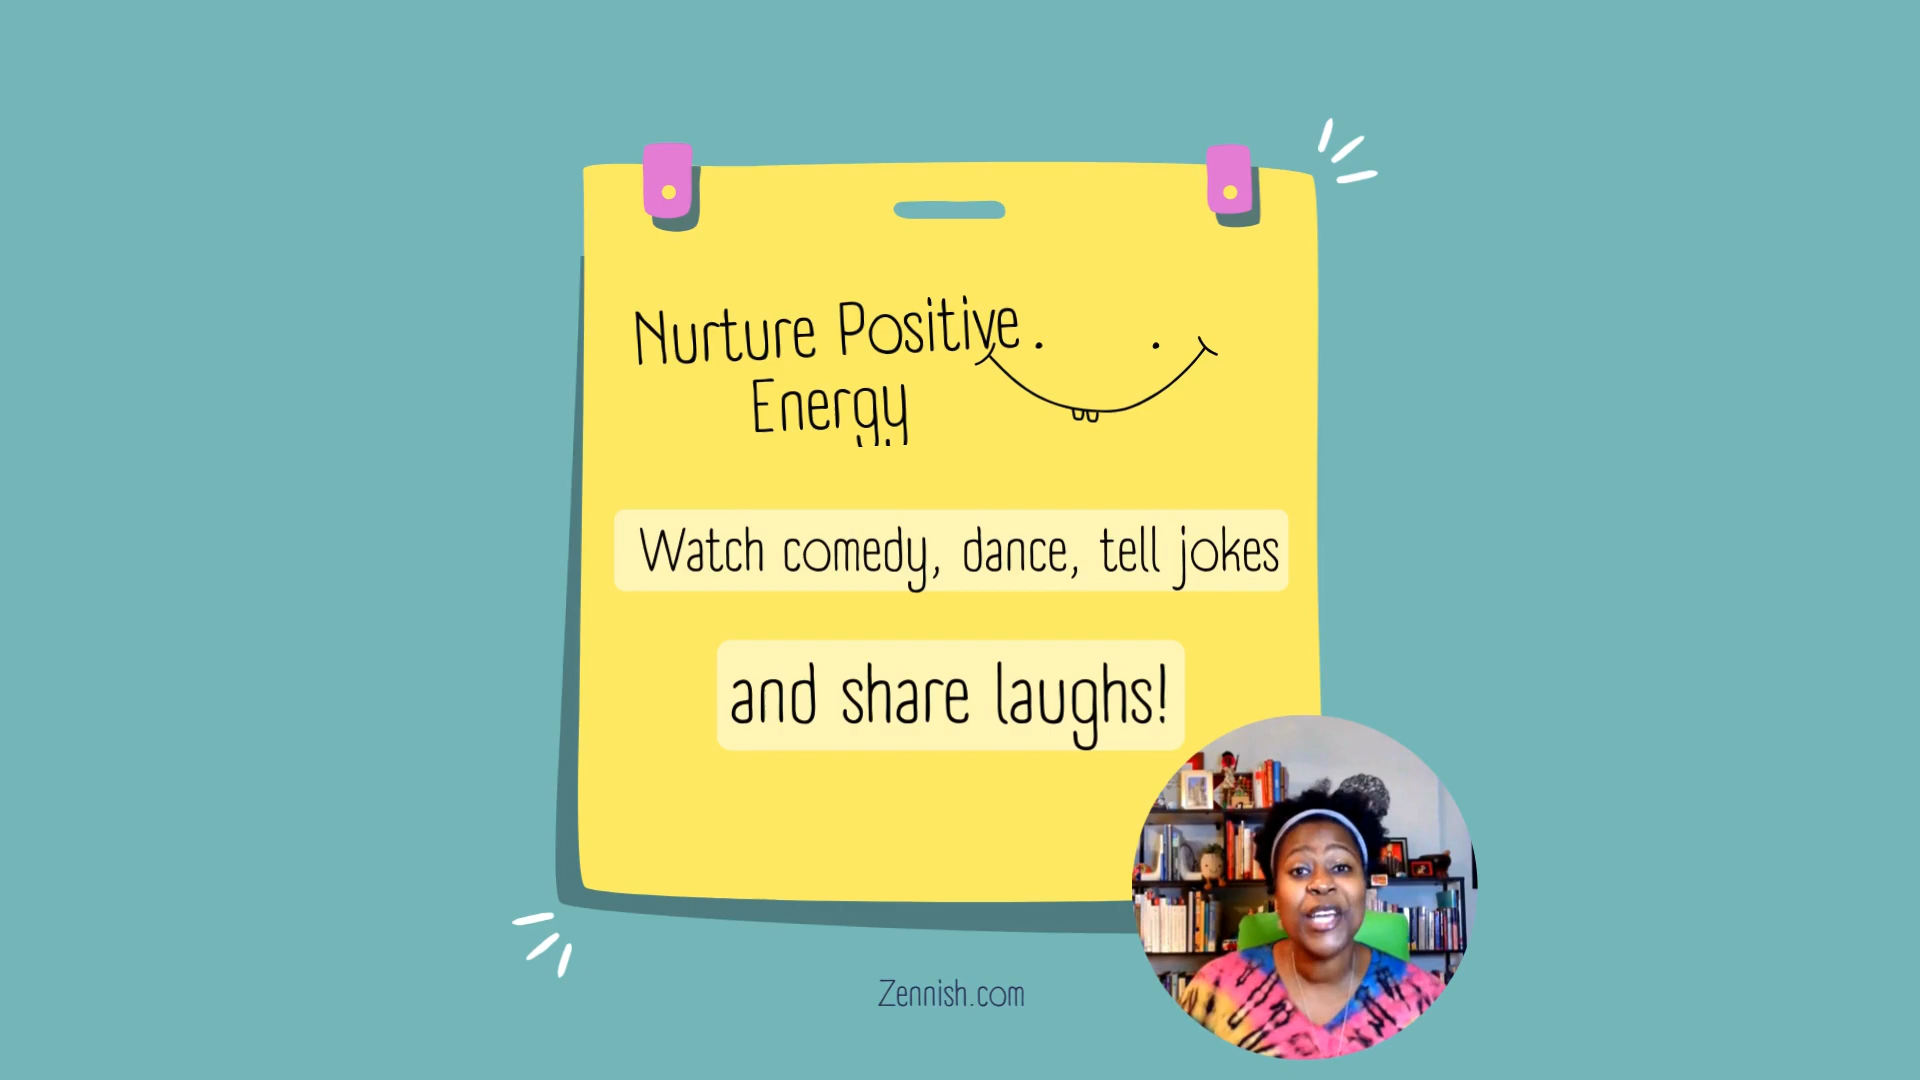 Nurture Positive
Energy
Watch comedy, dance, tell jokes
and share laughs!
Zennish.com